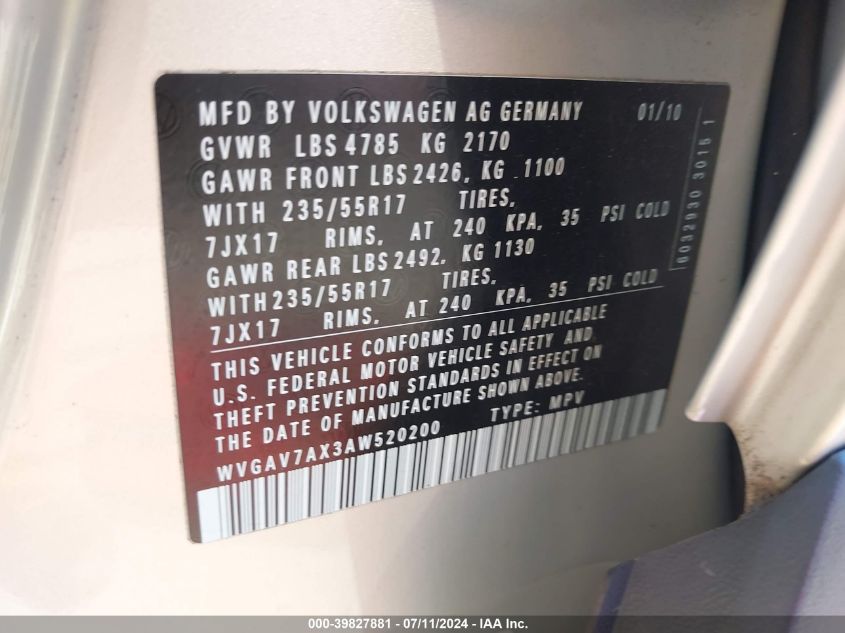 MFD BY VOLKSWAGEN AG GERMANY 01/10
GVWR LBS 4785 KG 2170
GAWR FRONT LBS 2426, KG 1100
WITH 235/55R17 TIRES,
7JX17 RIMS, AT 240 KPA, 35 PSI COLD
GAWR REAR LBS 2492, KG 1130
WITH 235/55R17 TIRES,
7JX17 RIMS, AT 240 KPA, 35 PSI COLD
THIS VEHICLE CONFORMS TO ALL APPLICABLE
U.S. FEDERAL MOTOR VEHICLE SAFETY AND
THEFT PREVENTION STANDARDS IN EFFECT ON
THE DATE OF MANUFACTURE SHOWN ABOVE.
WVGAV7AX3AW520200 TYPE: MPV
6032930 3015 1
000-39827881 - 07/11/2024 - IAA Inc.